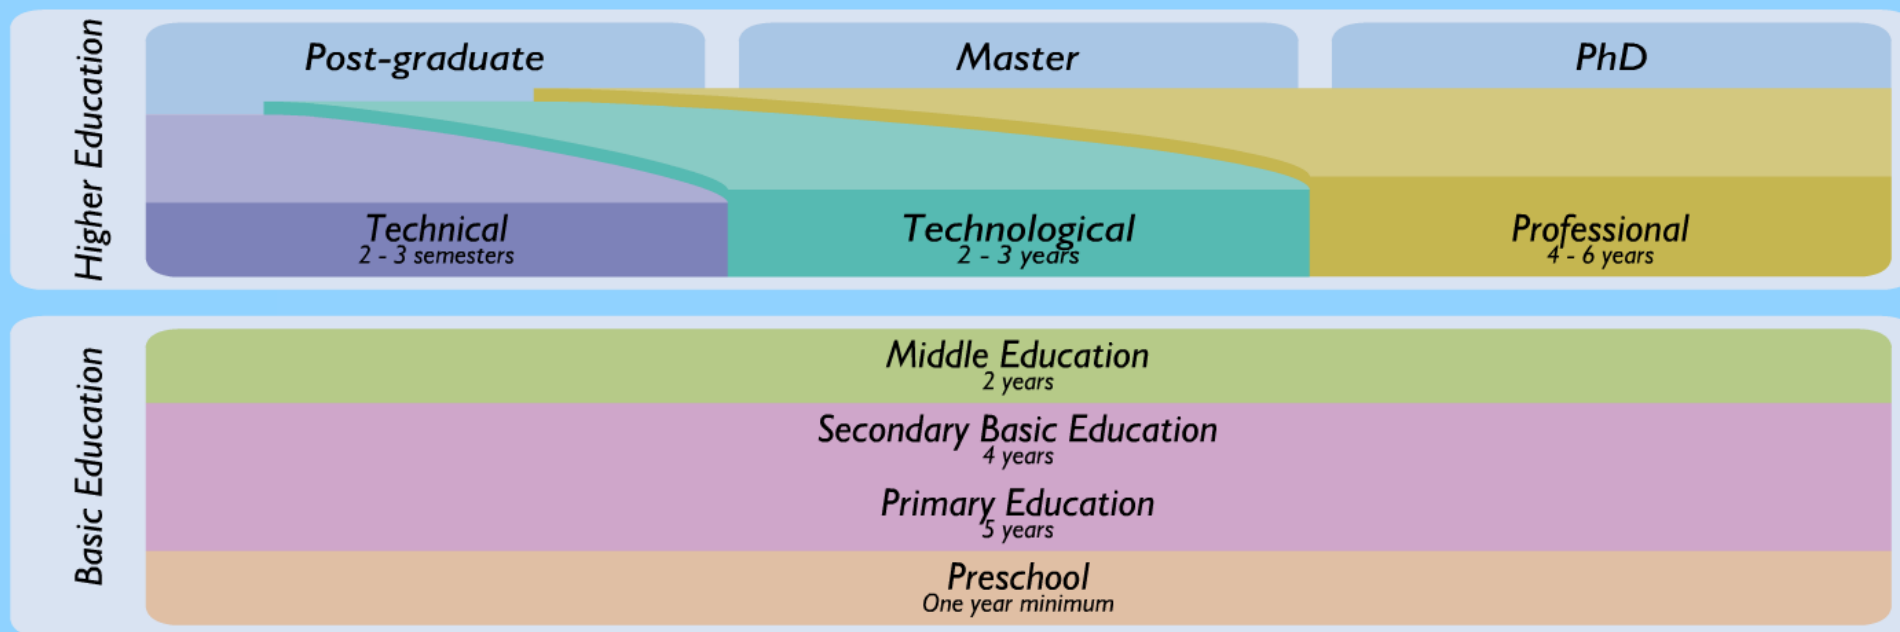 Higher Education
Post-graduate
Master
PhD
Technical
2 - 3 semesters
Technological
2 - 3 years
Professional
4 - 6 years
Basic Education
Middle Education
2 years
Secondary Basic Education
4 years
Primary Education
5 years
Preschool
One year minimum